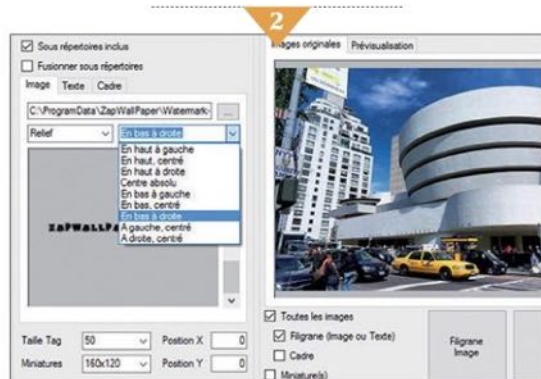 2
Sous répertoires inclus
Fusionner sous répertoires
Image Texte Cadre
C:\ProgramData\ZapWallPaper\Watermark- ...
Relief En bas à droite
En haut à gauche
En haut, centré
En haut à droite
Centre absolu
En bas à gauche
En bas, centré
En bas à droite
A gauche, centré
A droite, centré
Taille Tag 50 Position X 0
Miniatures 160x120 Position Y 0
Images originales Prévisualisation
Toutes les images
Filigrane (Image ou Texte)
Cadre
Miniature(s)
Filigrane
Image